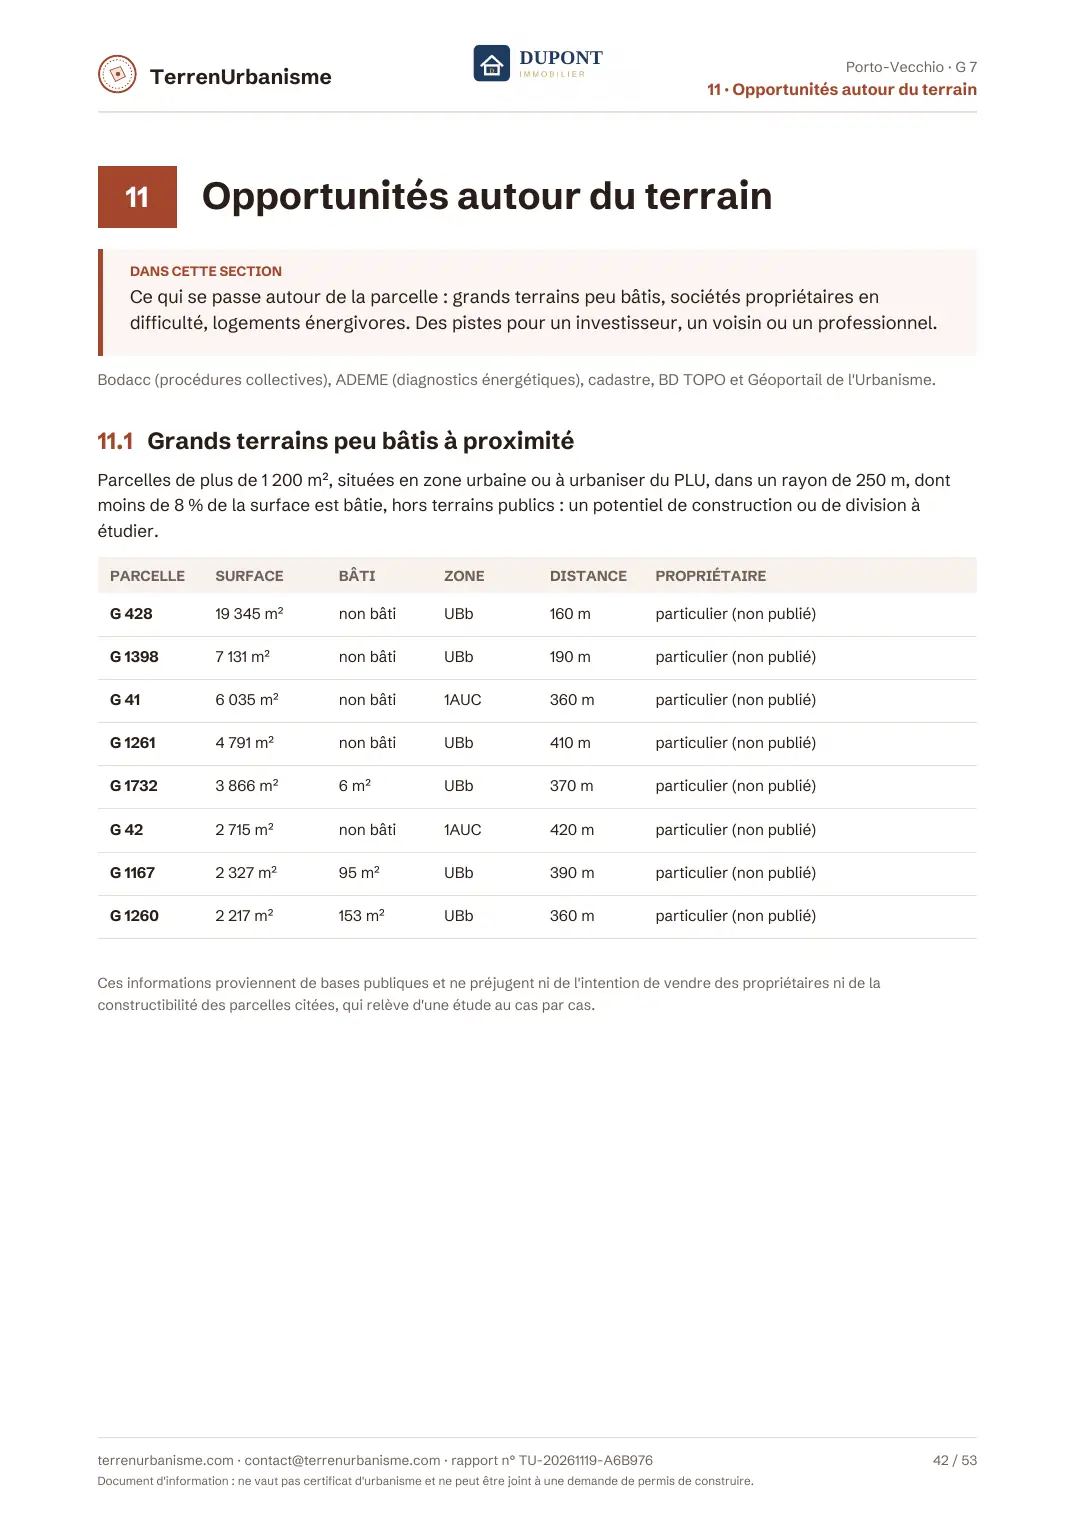 TerrenUrbanisme
DUPONT
IMMOBILIER
Porto-Vecchio · G 7
11 · Opportunités autour du terrain
11 Opportunités autour du terrain
DANS CETTE SECTION
Ce qui se passe autour de la parcelle : grands terrains peu bâtis, sociétés propriétaires en
difficulté, logements énergivores. Des pistes pour un investisseur, un voisin ou un professionnel.
Bodacc (procédures collectives), ADEME (diagnostics énergétiques), cadastre, BD TOPO et Géoportail de l'Urbanisme.
11.1 Grands terrains peu bâtis à proximité
Parcelles de plus de 1 200 m², situées en zone urbaine ou à urbaniser du PLU, dans un rayon de 250 m, dont
moins de 8 % de la surface est bâtie, hors terrains publics : un potentiel de construction ou de division à
étudier.
PARCELLE SURFACE BÂTI ZONE DISTANCE PROPRIÉTAIRE
G 428 19 345 m² non bâti UBb 160 m particulier (non publié)
G 1398 7 131 m² non bâti UBb 190 m particulier (non publié)
G 41 6 035 m² non bâti 1AUC 360 m particulier (non publié)
G 1261 4 791 m² non bâti UBb 410 m particulier (non publié)
G 1732 3 866 m² 6 m² UBb 370 m particulier (non publié)
G 42 2 715 m² non bâti 1AUC 420 m particulier (non publié)
G 1167 2 327 m² 95 m² UBb 390 m particulier (non publié)
G 1260 2 217 m² 153 m² UBb 360 m particulier (non publié)
Ces informations proviennent de bases publiques et ne préjugent ni de l'intention de vendre des propriétaires ni de la
constructibilité des parcelles citées, qui relève d'une étude au cas par cas.
terrenurbanisme.com · contact@terrenurbanisme.com · rapport n° TU-20261119-A6B976 42 / 53
Document d'information : ne vaut pas certificat d'urbanisme et ne peut être joint à une demande de permis de construire.